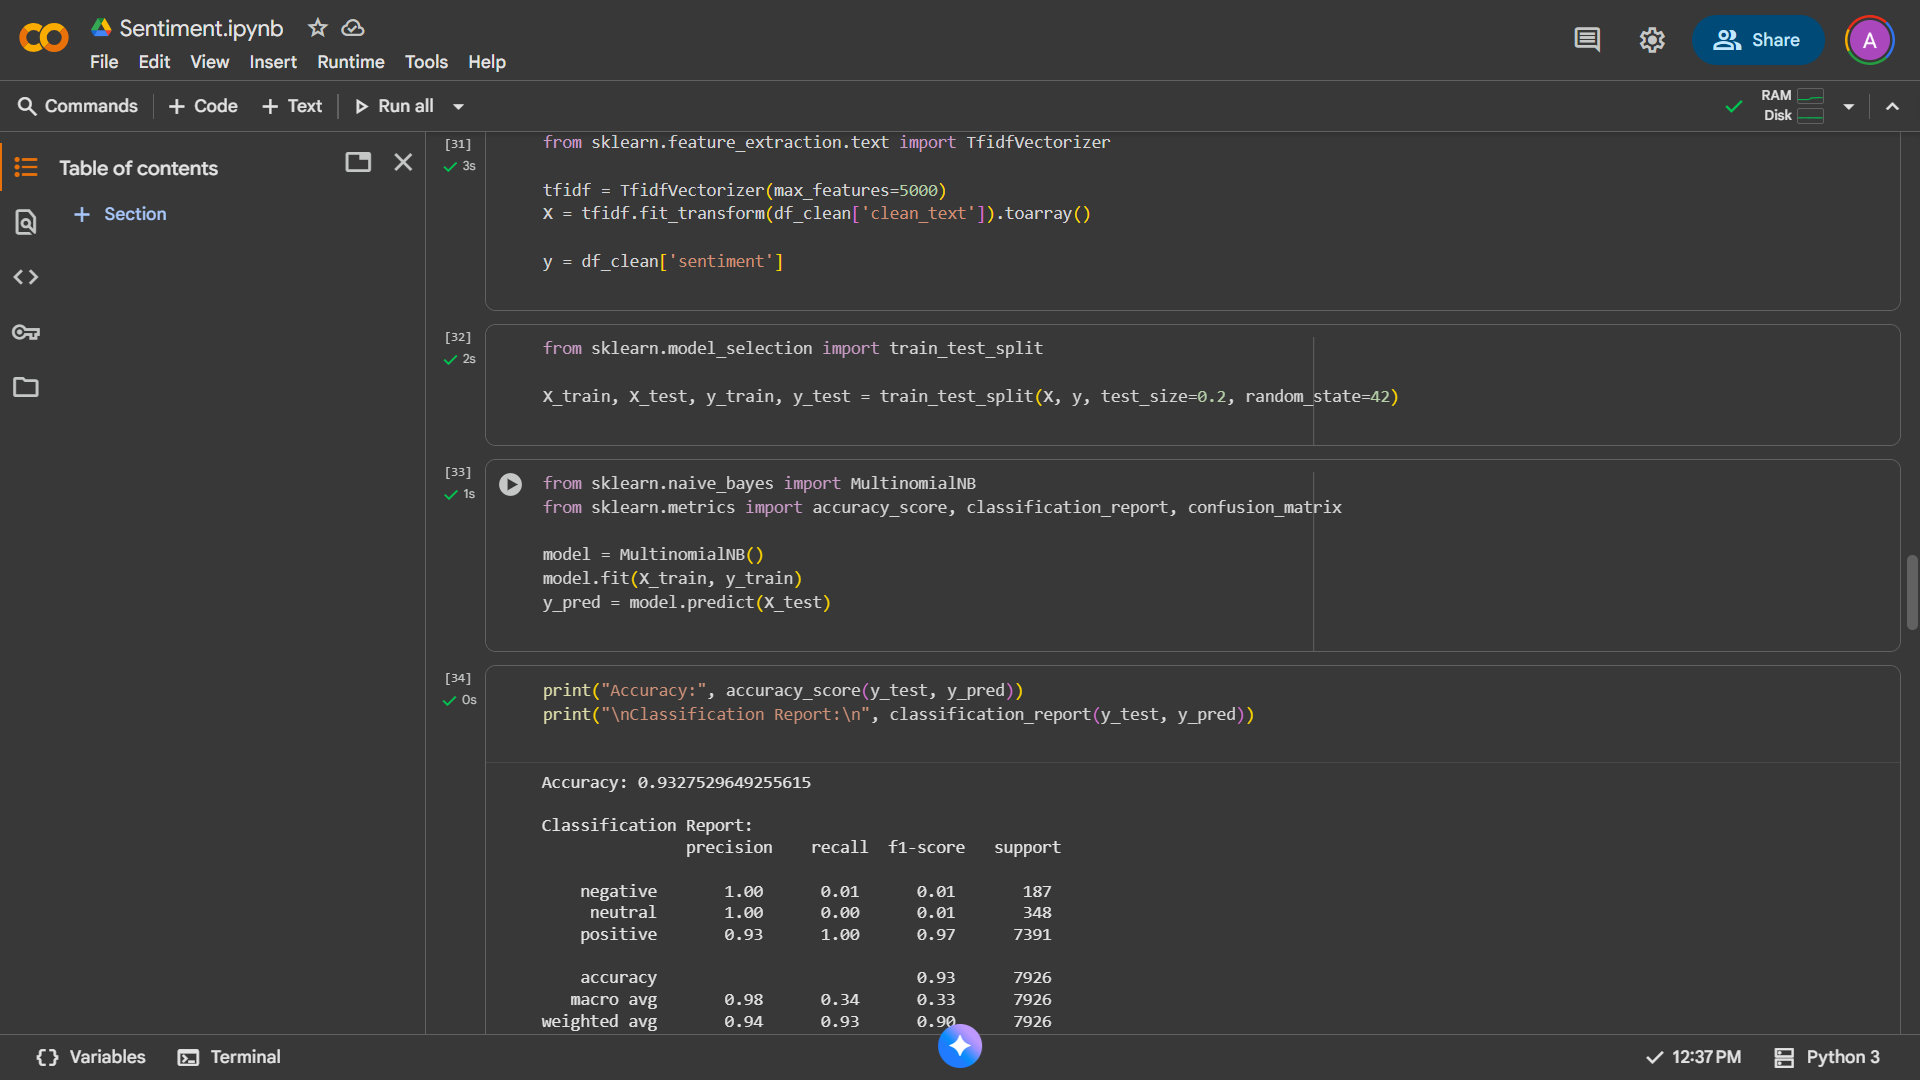 Sentiment.ipynb
File Edit View Insert Runtime Tools Help
Share
A
Commands + Code + Text Run all
RAM
Disk
Table of contents
+ Section
[31]
3s
from sklearn.feature_extraction.text import TfidfVectorizer
tfidf = TfidfVectorizer(max_features=5000)
X = tfidf.fit_transform(df_clean['clean_text']).toarray()
y = df_clean['sentiment']
[32]
2s
from sklearn.model_selection import train_test_split
X_train, X_test, y_train, y_test = train_test_split(X, y, test_size=0.2, random_state=42)
[33]
1s
from sklearn.naive_bayes import MultinomialNB
from sklearn.metrics import accuracy_score, classification_report, confusion_matrix
model = MultinomialNB()
model.fit(X_train, y_train)
y_pred = model.predict(X_test)
[34]
0s
print("Accuracy:", accuracy_score(y_test, y_pred))
print("\nClassification Report:\n", classification_report(y_test, y_pred))
Accuracy: 0.9327529649255615
Classification Report:
precision recall f1-score support
negative 1.00 0.01 0.01 187
neutral 1.00 0.00 0.01 348
positive 0.93 1.00 0.97 7391
accuracy 0.93 7926
macro avg 0.98 0.34 0.33 7926
weighted avg 0.94 0.93 0.90 7926
Variables Terminal
12:37 PM Python 3